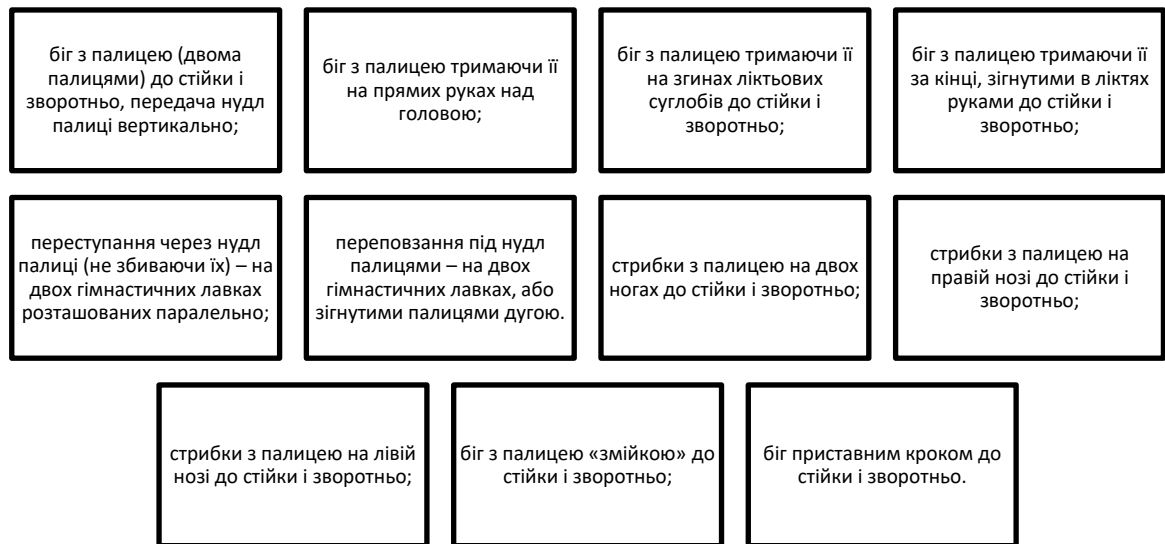 біг з палицею (двома
палицями) до стійки і
зворотньо, передача нудл
палиці вертикально;
біг з палицею тримаючи її
на прямих руках над
головою;
біг з палицею тримаючи її
на згинах ліктьових
суглобів до стійки і
зворотньо;
біг з палицею тримаючи її
за кінці, зігнутими в ліктях
руками до стійки і
зворотньо;
переступання через нудл
палиці (не збиваючи їх) – на
двох гімнастичних лавках
розташованих паралельно;
переповзання під нудл
палицями – на двох
гімнастичних лавках, або
зігнутими палицями дугою.
стрибки з палицею на двох
ногах до стійки і зворотньо;
стрибки з палицею на
правій нозі до стійки і
зворотньо;
стрибки з палицею на лівій
нозі до стійки і зворотньо;
біг з палицею «змійкою» до
стійки і зворотньо;
біг приставним кроком до
стійки і зворотньо.